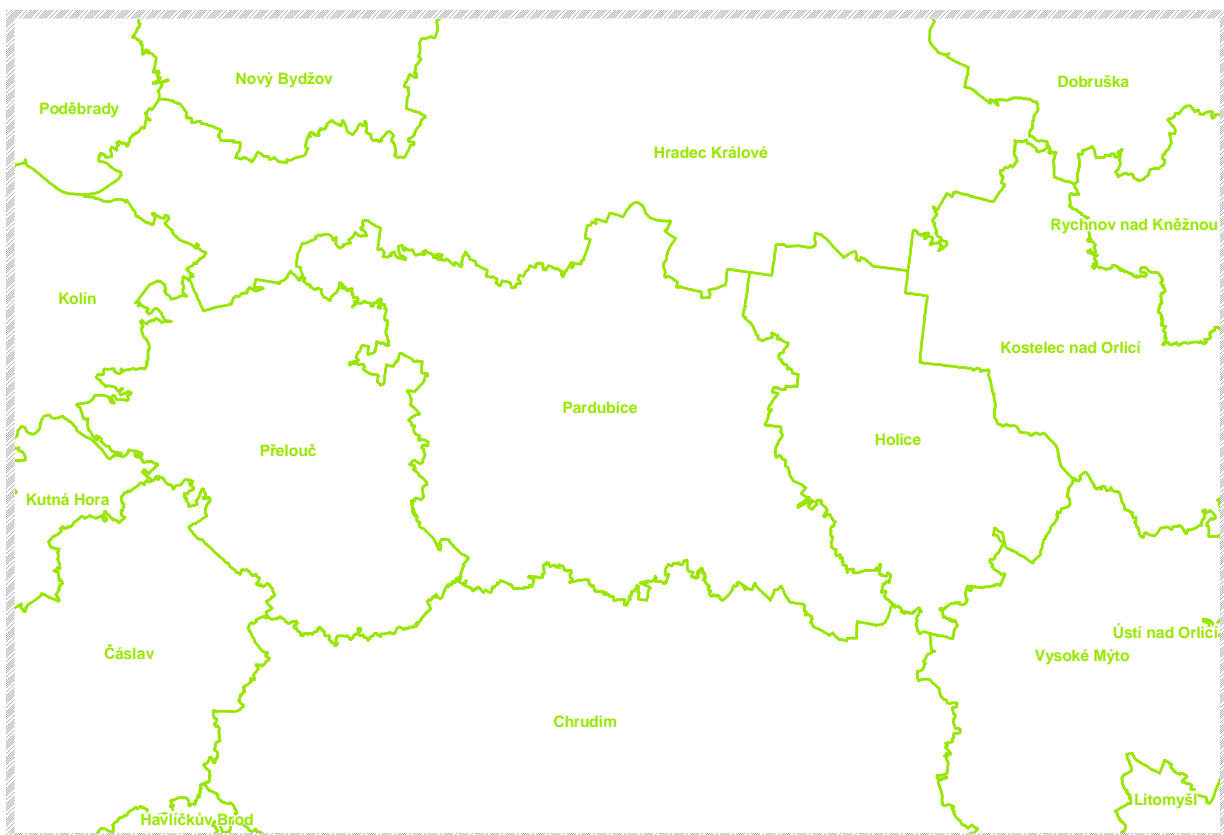 Nový Bydžov
Dobruška
Poděbrady
Hradec Králové
Rychnov nad Kněžnou
Kolín
Kostelec nad Orlicí
Pardubice
Holice
Přelouč
Kutná Hora
Ústí nad Orlicí
Čáslav
Vysoké Mýto
Chrudim
Litomyšl
Havlíčkův Brod